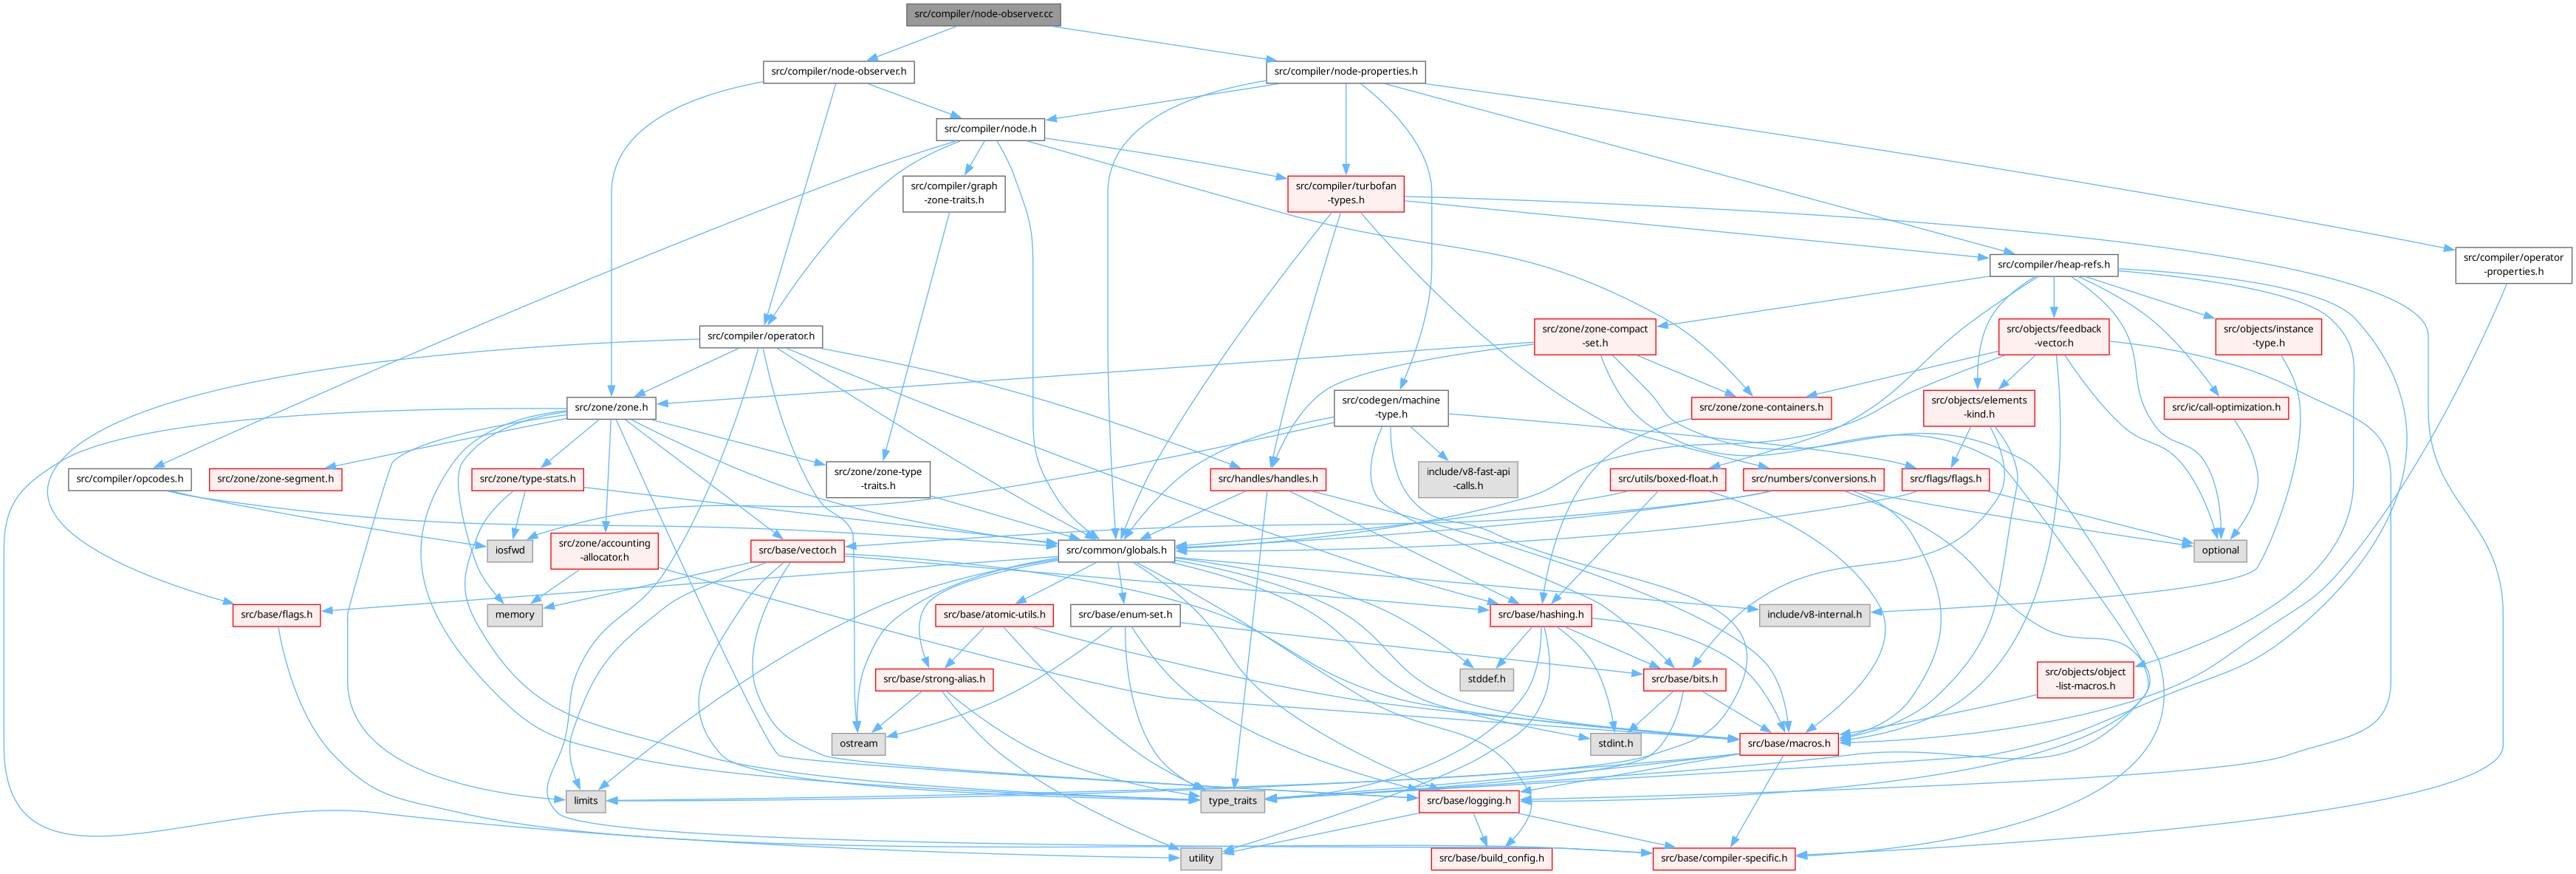 src/compiler/node-observer.cc
src/compiler/node-observer.h
src/compiler/node-properties.h
src/compiler/node.h
src/compiler/graph
-zone-traits.h
src/compiler/turbofan
-types.h
src/compiler/heap-refs.h
src/compiler/operator
-properties.h
src/compiler/operator.h
src/zone/zone-compact
-set.h
src/objects/feedback
-vector.h
src/objects/instance
-type.h
src/zone/zone.h
src/codegen/machine
-type.h
src/zone/zone-containers.h
src/objects/elements
-kind.h
src/ic/call-optimization.h
src/compiler/opcodes.h
src/zone/zone-segment.h
src/zone/type-stats.h
src/zone/zone-type
-traits.h
src/handles/handles.h
include/v8-fast-api
-calls.h
src/utils/boxed-float.h
src/numbers/conversions.h
src/flags/flags.h
iosfwd
src/zone/accounting
-allocator.h
src/base/vector.h
src/common/globals.h
optional
src/base/flags.h
memory
src/base/atomic-utils.h
src/base/enum-set.h
src/base/hashing.h
include/v8-internal.h
src/base/strong-alias.h
stddef.h
src/base/bits.h
src/objects/object
-list-macros.h
ostream
stdint.h
src/base/macros.h
limits
type_traits
src/base/logging.h
utility
src/base/build_config.h
src/base/compiler-specific.h